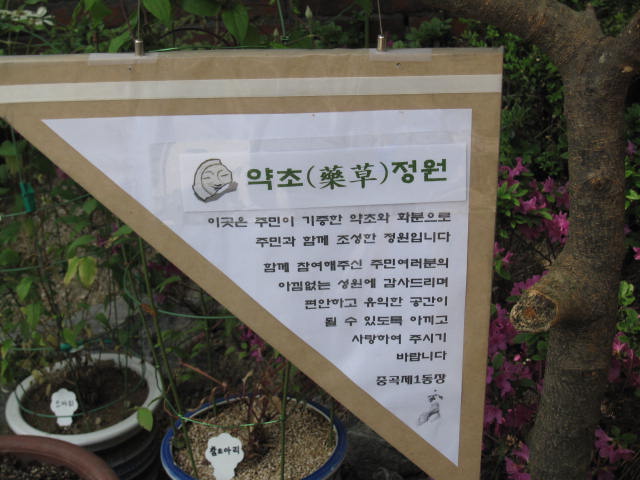 약초(藥草)정원
이곳은 주민이 기증한 약초와 화분으로
주민과 함께 조성한 정원입니다
함께 참여해주신 주민여러분의
아낌없는 성원에 감사드리며
편안하고 유익한 공간이
될 수 있도록 아끼고
사랑하여 주시기
바랍니다
중곡제1동장